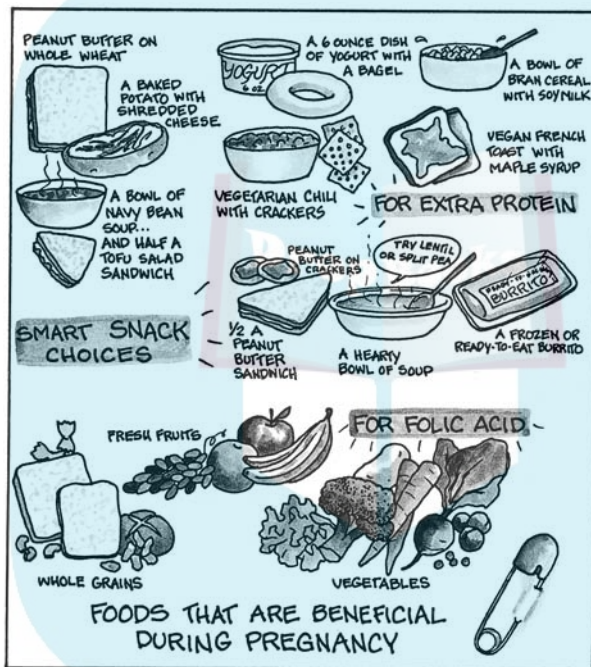 PEANUT BUTTER ON
WHOLE WHEAT
A BAKED
POTATO WITH
SHREDDED
CHEESE
A BOWL OF
NAVY BEAN
SOUP...
AND HALF A
TOFU SALAD
SANDWICH
YOGURT
6 OZ.
A 6 OUNCE DISH
OF YOGURT WITH
A BAGEL
A BOWL OF
BRAN CEREAL
WITH SOYMILK
VEGETARIAN CHILI
WITH CRACKERS
VEGAN FRENCH
TOAST WITH
MAPLE SYRUP
FOR EXTRA PROTEIN
SMART SNACK
CHOICES
PEANUT
BUTTER ON
CRACKERS
1/2 A
PEANUT
BUTTER
SANDWICH
TRY LENTIL
OR SPLIT PEA
A HEARTY
BOWL OF SOUP
READY-TO-EAT
BURRITO
A FROZEN OR
READY-TO-EAT BURRITO
FRESH FRUITS
FOR FOLIC ACID
WHOLE GRAINS
VEGETABLES
FOODS THAT ARE BENEFICIAL
DURING PREGNANCY